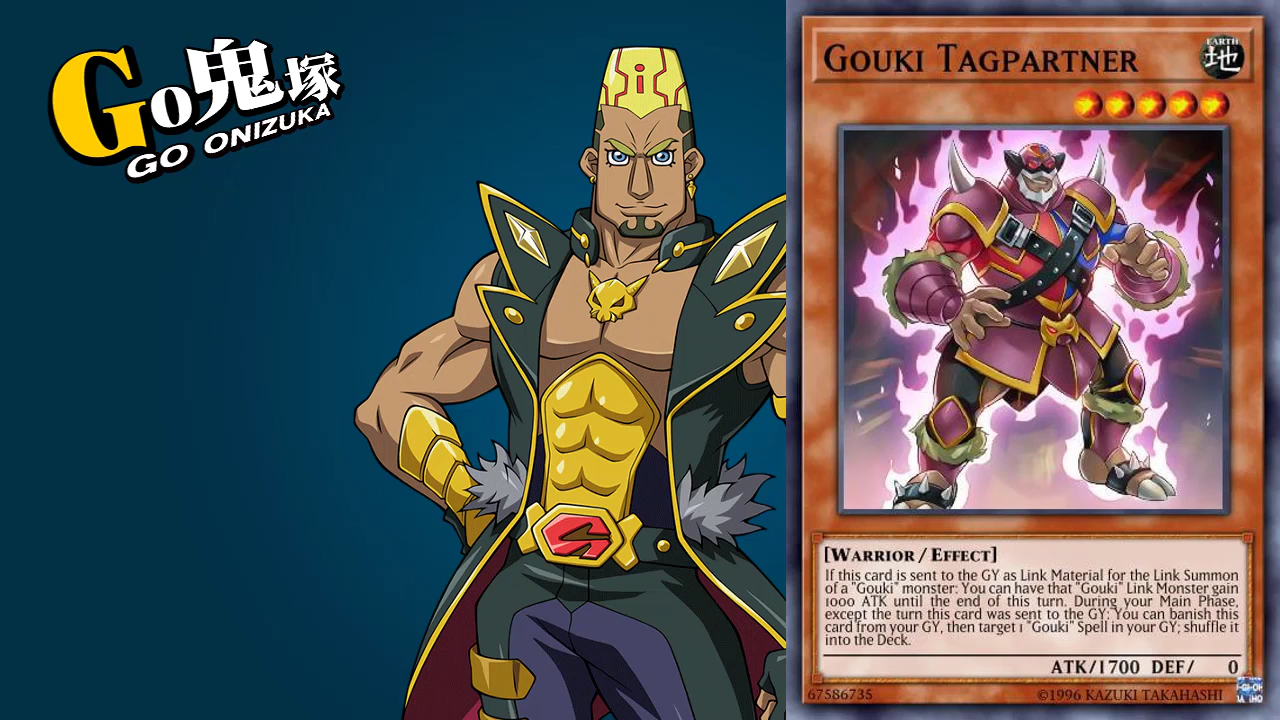 Go鬼塚
GO ONIZUKA
GOUKI TAGPARTNER
EARTH
地
[WARRIOR / EFFECT]
If this card is sent to the GY as Link Material for the Link Summon
of a "Gouki" monster: You can have that "Gouki" Link Monster gain
1000 ATK until the end of this turn. During your Main Phase,
except the turn this card was sent to the GY: You can banish this
card from your GY, then target 1 "Gouki" Spell in your GY; shuffle it
into the Deck.
ATK/1700 DEF/ 0
67586735
©1996 KAZUKI TAKAHASHI